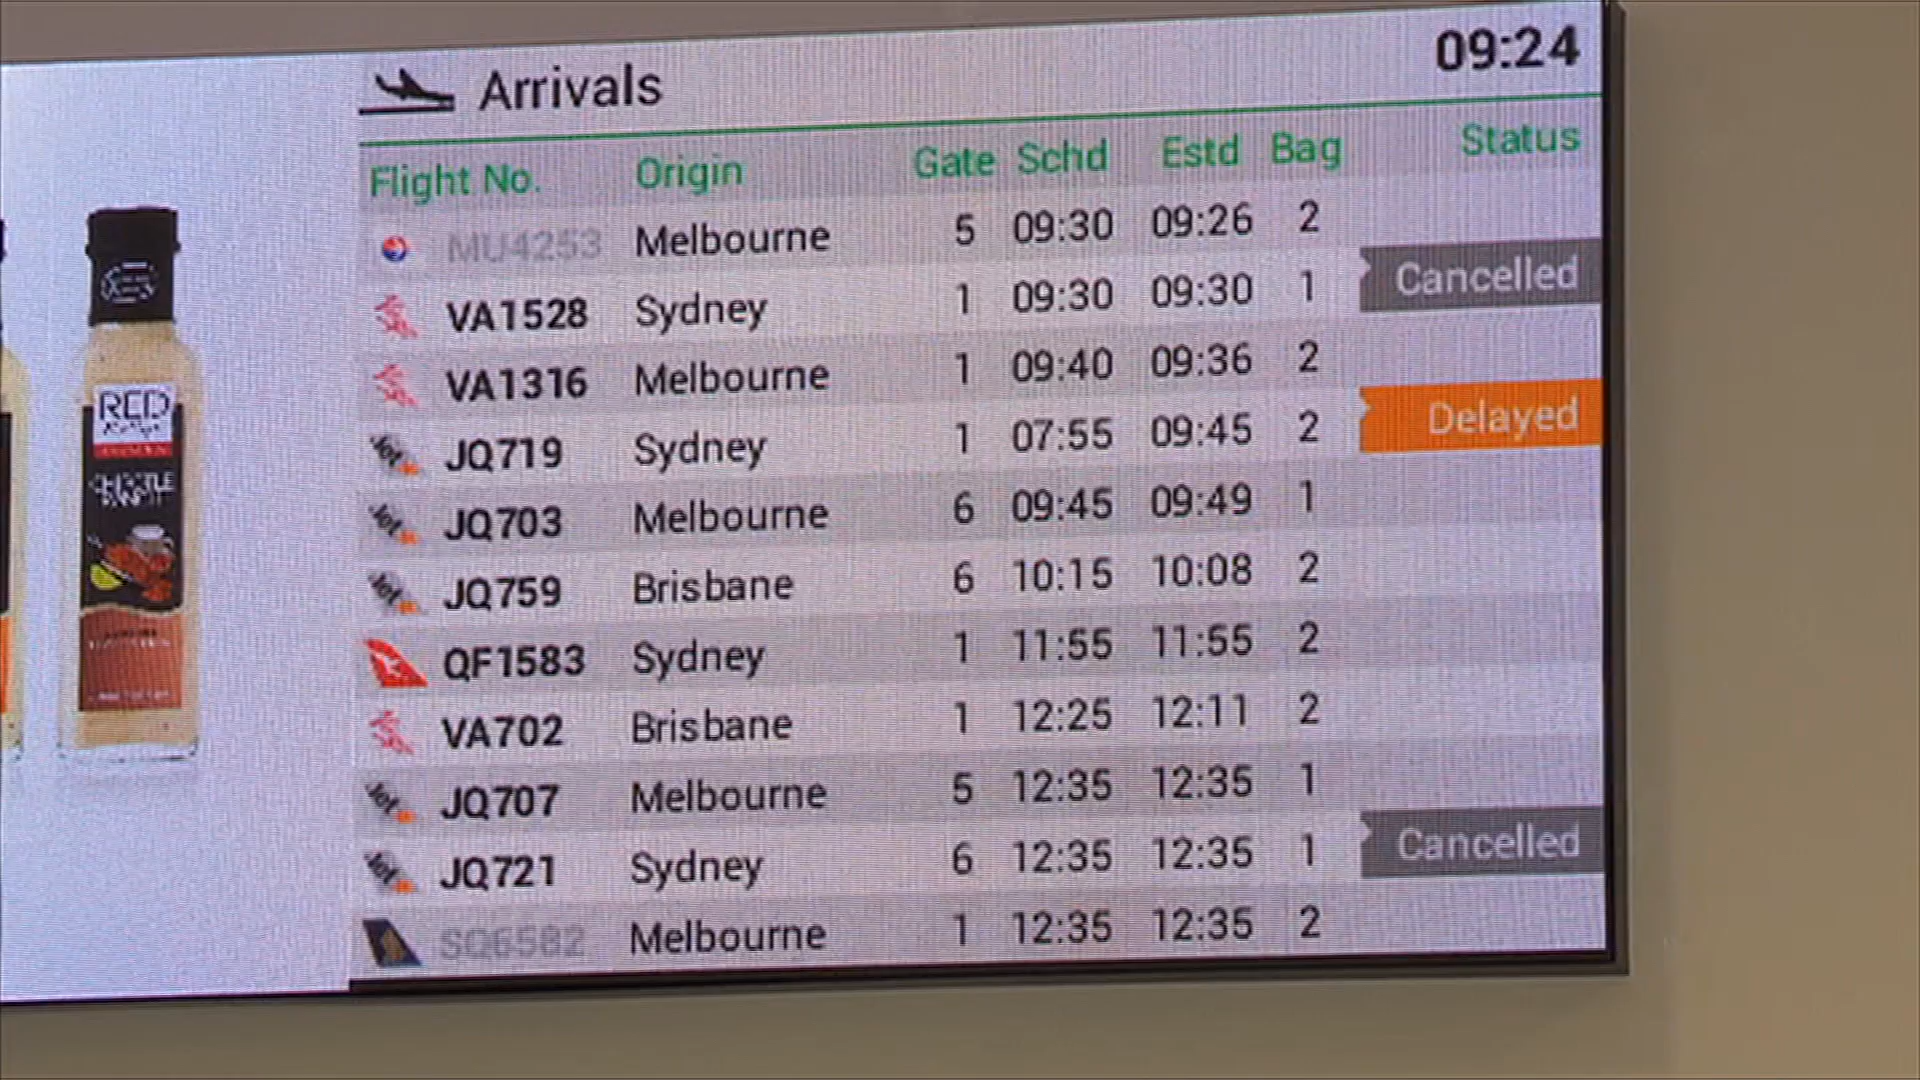 Arrivals 09:24
Flight No. Origin Gate Schd Estd Bag Status
MU4253 Melbourne 5 09:30 09:26 2
VA1528 Sydney 1 09:30 09:30 1 Cancelled
VA1316 Melbourne 1 09:40 09:36 2
JQ719 Sydney 1 07:55 09:45 2 Delayed
JQ703 Melbourne 6 09:45 09:49 1
JQ759 Brisbane 6 10:15 10:08 2
QF1583 Sydney 1 11:55 11:55 2
VA702 Brisbane 1 12:25 12:11 2
JQ707 Melbourne 5 12:35 12:35 1
JQ721 Sydney 6 12:35 12:35 1 Cancelled
SQ6582 Melbourne 1 12:35 12:35 2
RED
Jet
Jet
Jet
Jet
Jet